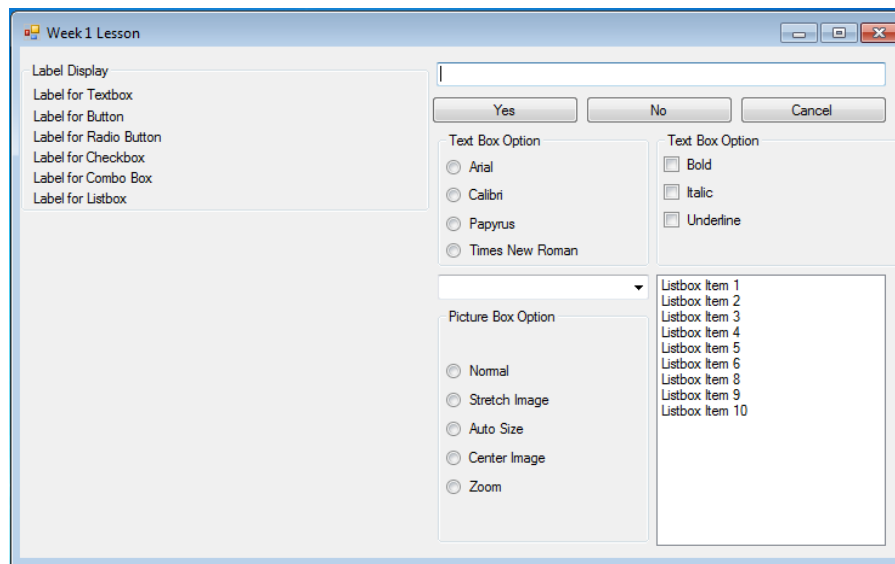 Week 1 Lesson
Label Display
Label for Textbox
Label for Button
Label for Radio Button
Label for Checkbox
Label for Combo Box
Label for Listbox
Yes No Cancel
Text Box Option
Arial
Calibri
Papyrus
Times New Roman
Text Box Option
Bold
Italic
Underline
Picture Box Option
Normal
Stretch Image
Auto Size
Center Image
Zoom
Listbox Item 1
Listbox Item 2
Listbox Item 3
Listbox Item 4
Listbox Item 5
Listbox Item 6
Listbox Item 8
Listbox Item 9
Listbox Item 10